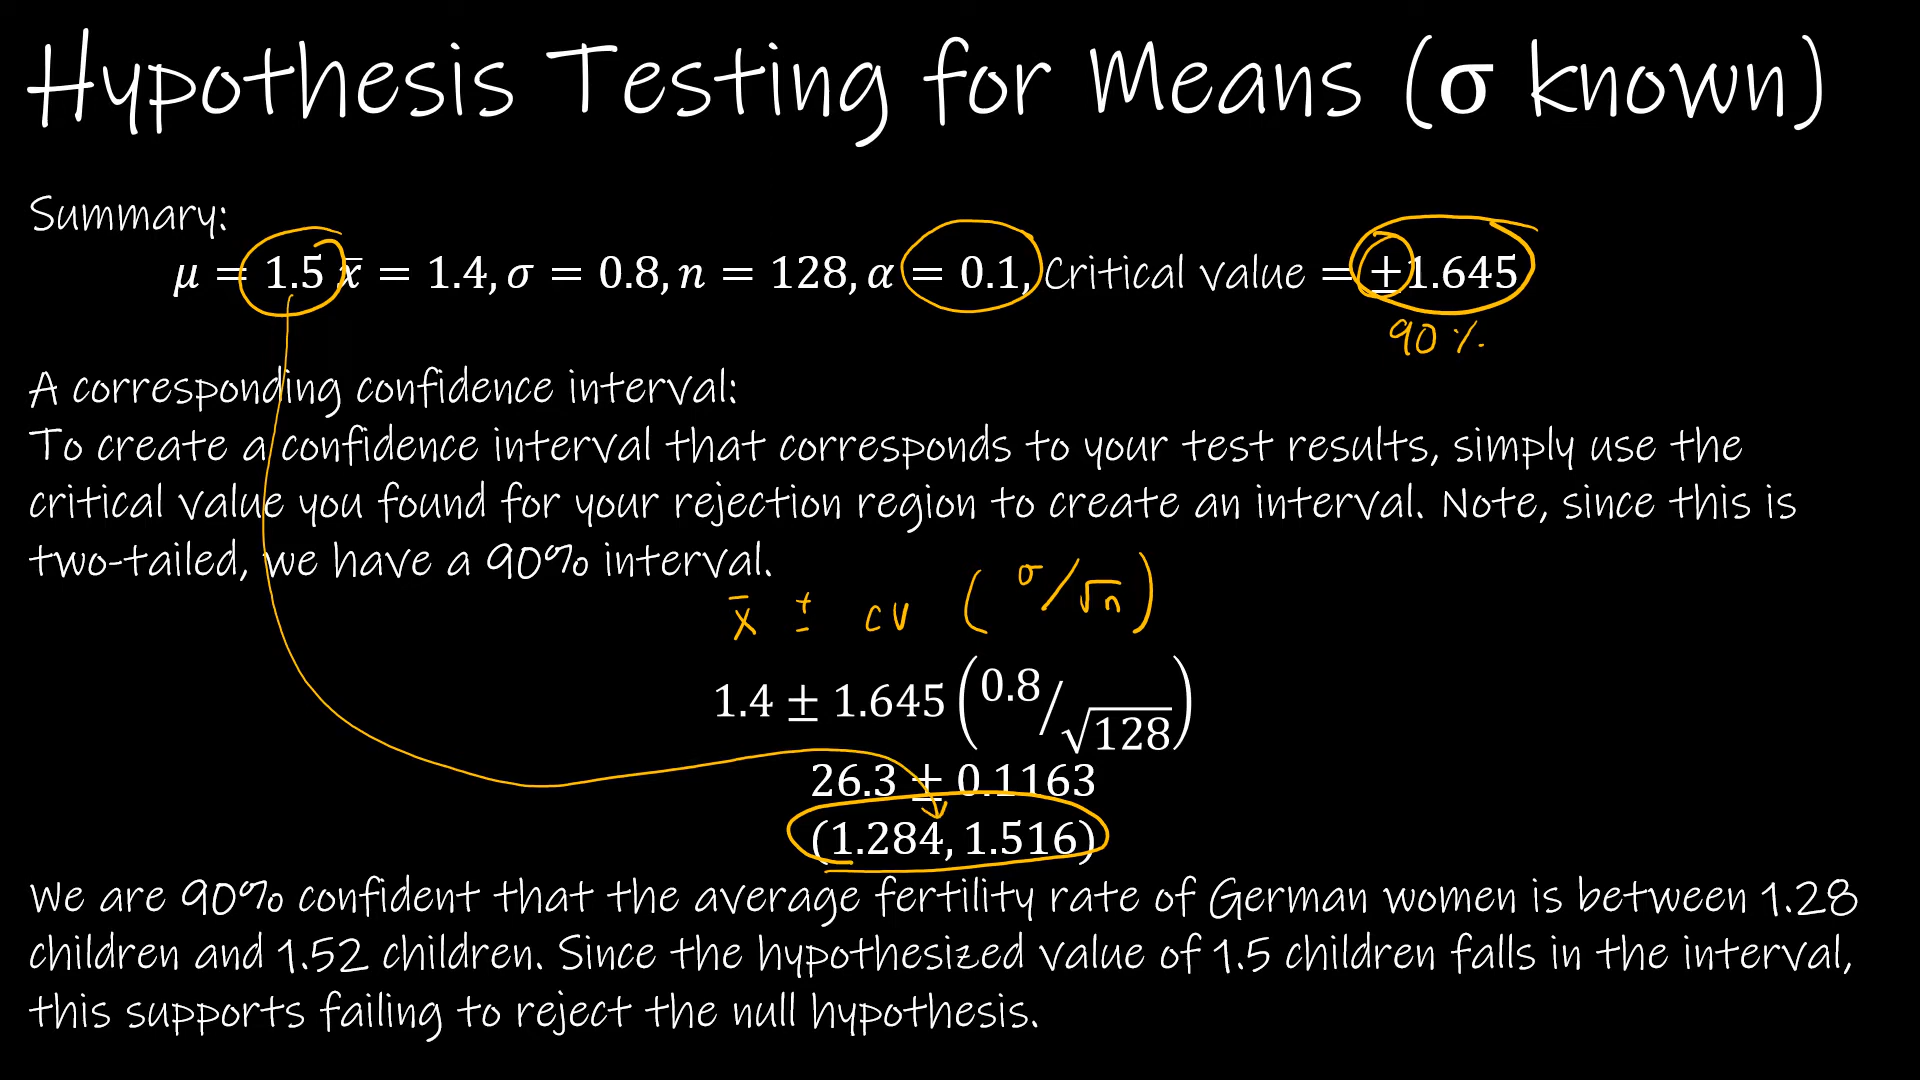 Hypothesis Testing for Means (σ known)
Summary:
μ = 1.5 x̄ = 1.4, σ = 0.8, n = 128, α = 0.1, Critical value = ±1.645
90 %
A corresponding confidence interval:
To create a confidence interval that corresponds to your test results, simply use the
critical value you found for your rejection region to create an interval. Note, since this is
two-tailed, we have a 90% interval.
x̄ ± cv (σ/√n)
1.4 ± 1.645 (0.8/√128)
26.3 ± 0.1163
(1.284, 1.516)
We are 90% confident that the average fertility rate of German women is between 1.28
children and 1.52 children. Since the hypothesized value of 1.5 children falls in the interval,
this supports failing to reject the null hypothesis.